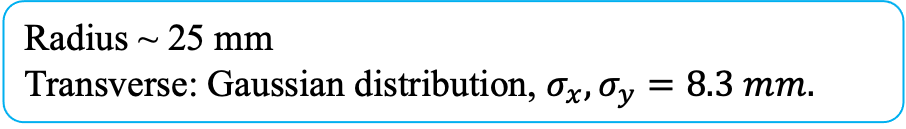 Radius ~ 25 mm
Transverse: Gaussian distribution, σx, σy = 8.3 mm.